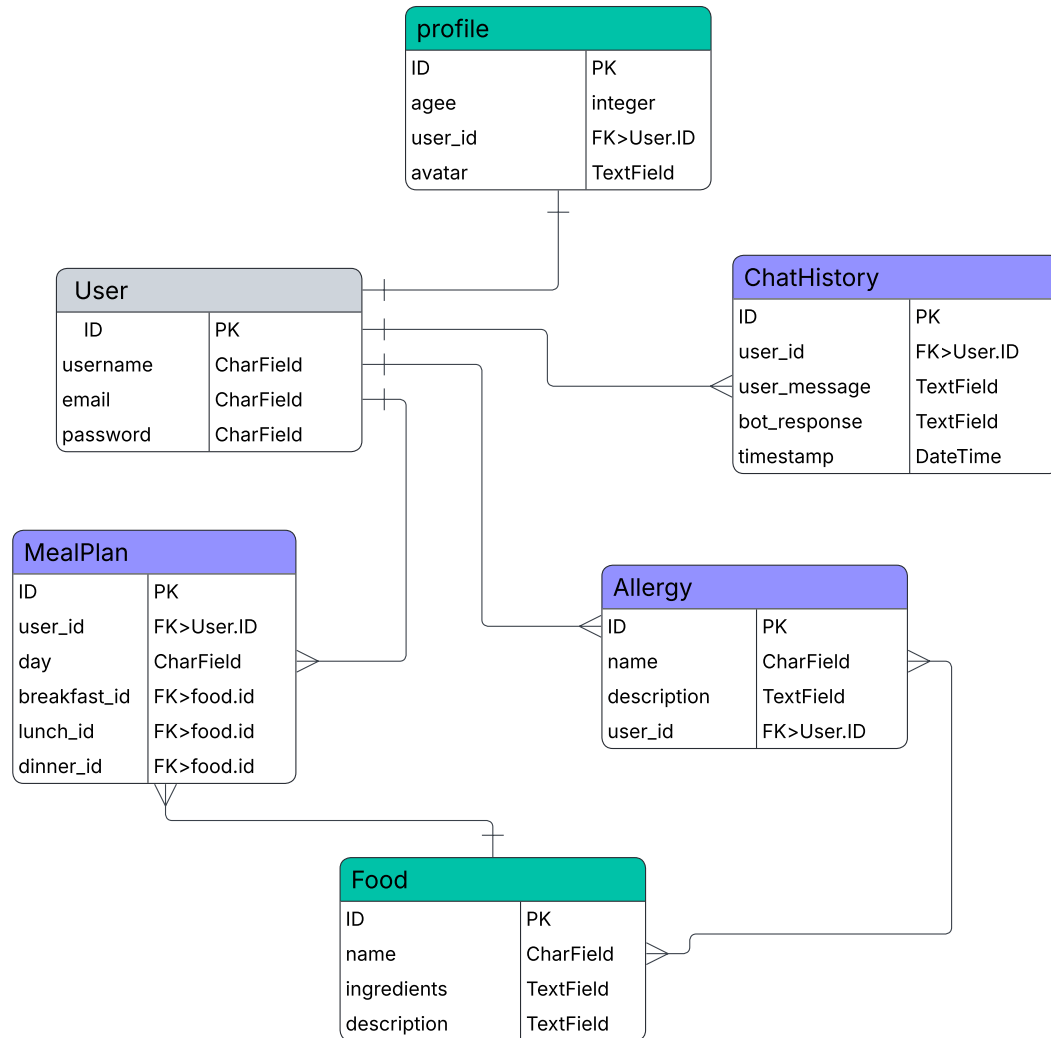 profile
ID PK
agee integer
user_id FK>User.ID
avatar TextField
User
ID PK
username CharField
email CharField
password CharField
ChatHistory
ID PK
user_id FK>User.ID
user_message TextField
bot_response TextField
timestamp DateTime
MealPlan
ID PK
user_id FK>User.ID
day CharField
breakfast_id FK>food.id
lunch_id FK>food.id
dinner_id FK>food.id
Allergy
ID PK
name CharField
description TextField
user_id FK>User.ID
Food
ID PK
name CharField
ingredients TextField
description TextField